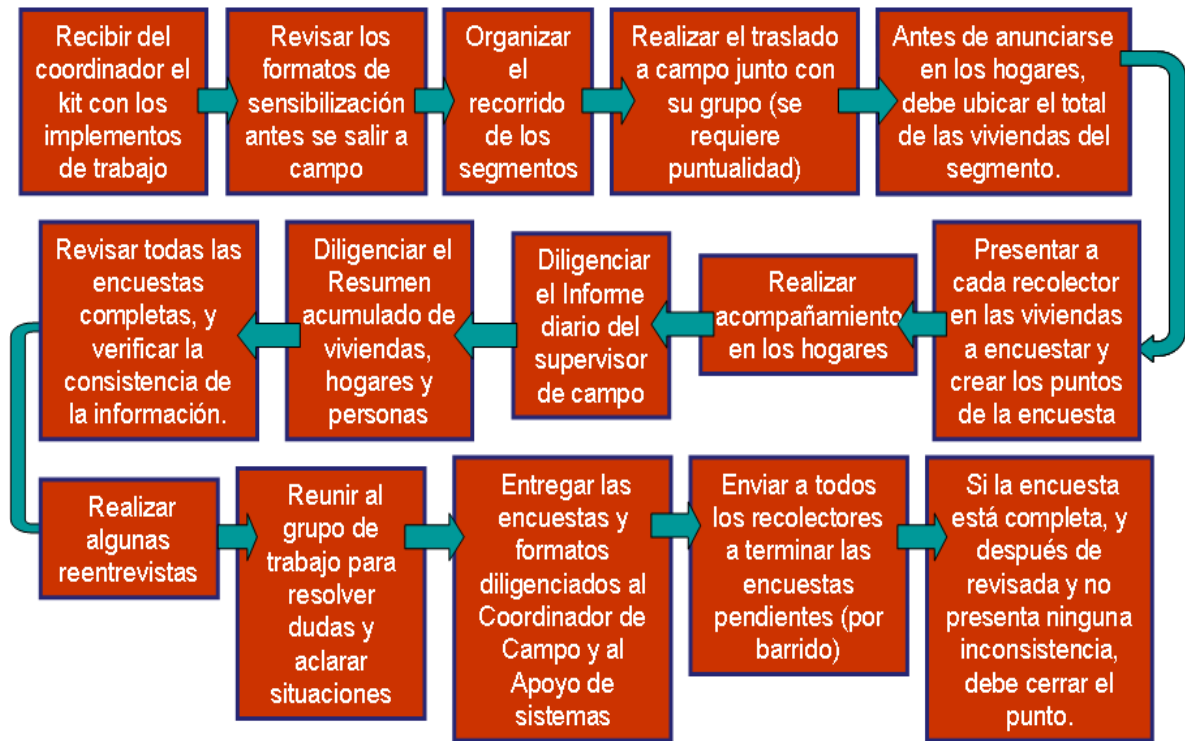 Recibir del
coordinador el
kit con los
implementos
de trabajo
Revisar los
formatos de
sensibilización
antes se salir a
campo
Organizar
el
recorrido
de los
segmentos
Realizar el traslado
a campo junto con
su grupo (se
requiere
puntualidad)
Antes de anunciarse
en los hogares,
debe ubicar el total
de las viviendas del
segmento.
Presentar a
cada recolector
en las viviendas
a encuestar y
crear los puntos
de la encuesta
Realizar
acompañamiento
en los hogares
Diligenciar
el Informe
diario del
supervisor
de campo
Diligenciar el
Resumen
acumulado de
viviendas,
hogares y
personas
Revisar todas las
encuestas
completas, y
verificar la
consistencia de
la información.
Realizar
algunas
reentrevistas
Reunir al
grupo de
trabajo para
resolver
dudas y
aclarar
situaciones
Entregar las
encuestas y
formatos
diligenciados al
Coordinador de
Campo y al
Apoyo de
sistemas
Enviar a todos
los recolectores
a terminar las
encuestas
pendientes (por
barrido)
Si la encuesta
está completa, y
después de
revisada y no
presenta ninguna
inconsistencia,
debe cerrar el
punto.